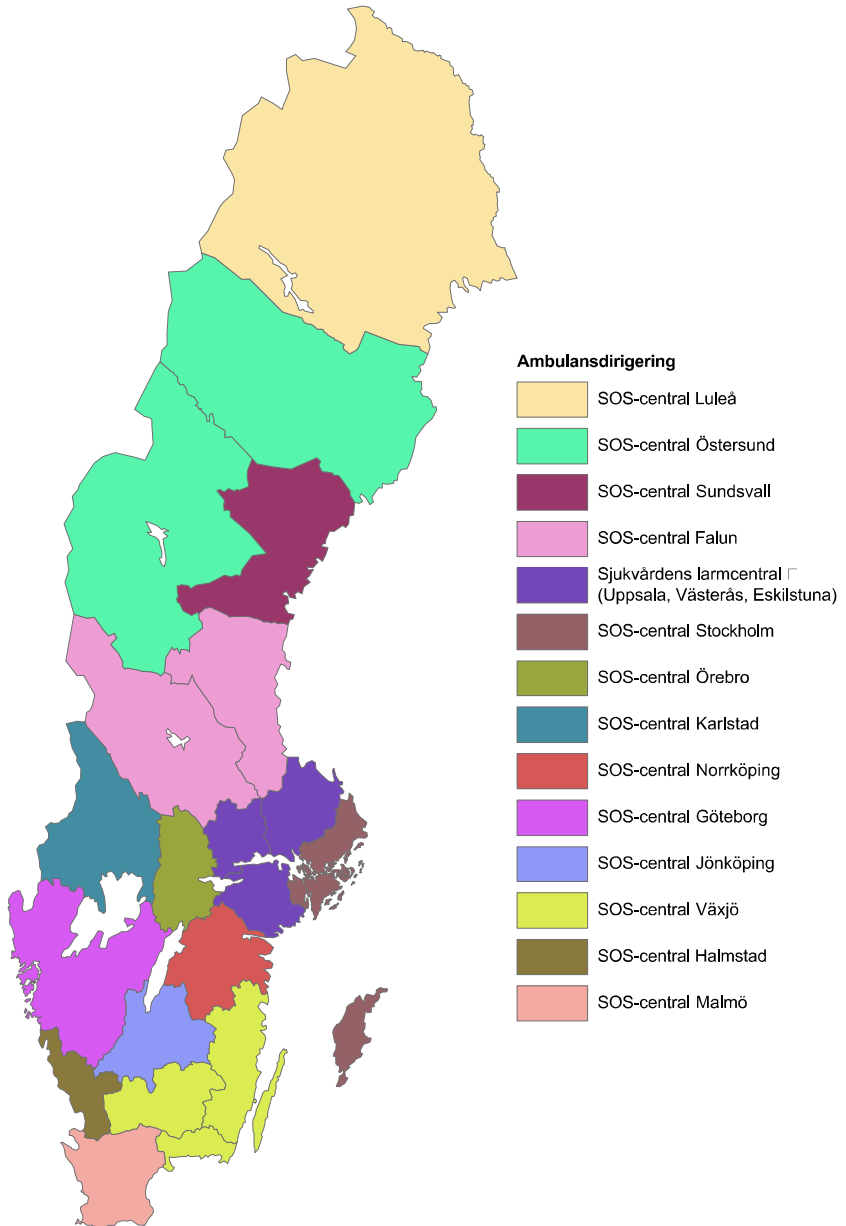 Ambulansdirigering
SOS-central Luleå
SOS-central Östersund
SOS-central Sundsvall
SOS-central Falun
Sjukvårdens larmcentral
(Uppsala, Västerås, Eskilstuna)
SOS-central Stockholm
SOS-central Örebro
SOS-central Karlstad
SOS-central Norrköping
SOS-central Göteborg
SOS-central Jönköping
SOS-central Växjö
SOS-central Halmstad
SOS-central Malmö